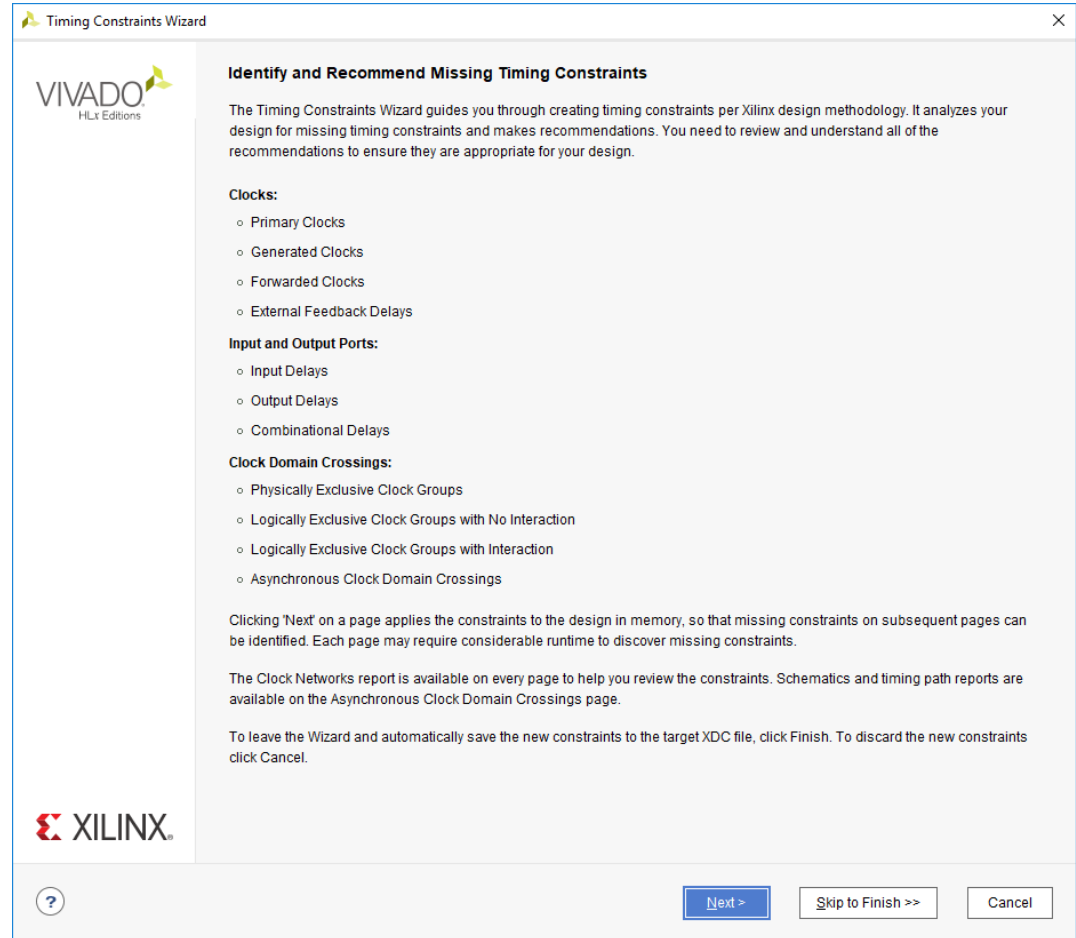 Timing Constraints Wizard
VIVADO
HLx Editions
Identify and Recommend Missing Timing Constraints
The Timing Constraints Wizard guides you through creating timing constraints per Xilinx design methodology. It analyzes your
design for missing timing constraints and makes recommendations. You need to review and understand all of the
recommendations to ensure they are appropriate for your design.
Clocks:
Primary Clocks
Generated Clocks
Forwarded Clocks
External Feedback Delays
Input and Output Ports:
Input Delays
Output Delays
Combinational Delays
Clock Domain Crossings:
Physically Exclusive Clock Groups
Logically Exclusive Clock Groups with No Interaction
Logically Exclusive Clock Groups with Interaction
Asynchronous Clock Domain Crossings
Clicking 'Next' on a page applies the constraints to the design in memory, so that missing constraints on subsequent pages can
be identified. Each page may require considerable runtime to discover missing constraints.
The Clock Networks report is available on every page to help you review the constraints. Schematics and timing path reports are
available on the Asynchronous Clock Domain Crossings page.
To leave the Wizard and automatically save the new constraints to the target XDC file, click Finish. To discard the new constraints
click Cancel.
XILINX®
?
Next >
Skip to Finish >>
Cancel